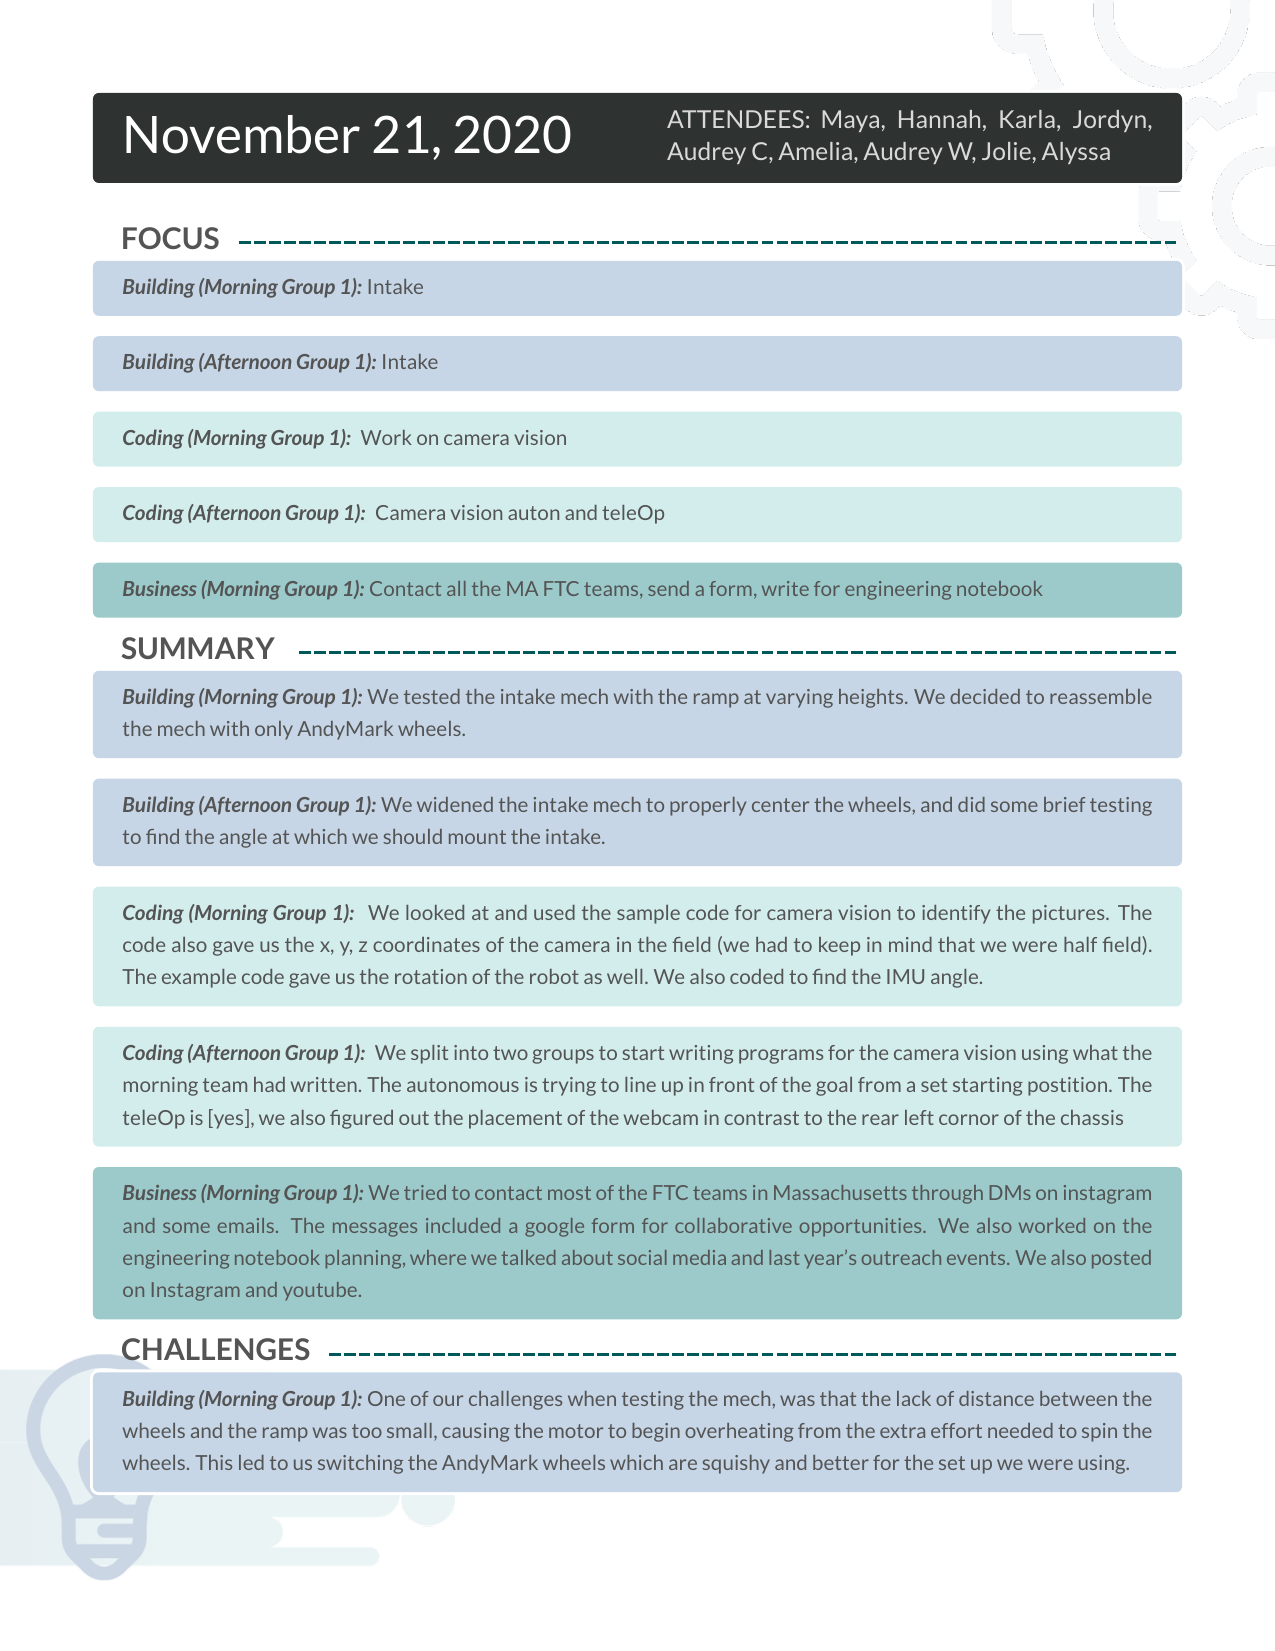 November 21, 2020
ATTENDEES: Maya, Hannah, Karla, Jordyn,
Audrey C, Amelia, Audrey W, Jolie, Alyssa
FOCUS
Building (Morning Group 1): Intake
Building (Afternoon Group 1): Intake
Coding (Morning Group 1): Work on camera vision
Coding (Afternoon Group 1): Camera vision auton and teleOp
Business (Morning Group 1): Contact all the MA FTC teams, send a form, write for engineering notebook
SUMMARY
Building (Morning Group 1): We tested the intake mech with the ramp at varying heights. We decided to reassemble
the mech with only AndyMark wheels.
Building (Afternoon Group 1): We widened the intake mech to properly center the wheels, and did some brief testing
to find the angle at which we should mount the intake.
Coding (Morning Group 1): We looked at and used the sample code for camera vision to identify the pictures. The
code also gave us the x, y, z coordinates of the camera in the field (we had to keep in mind that we were half field).
The example code gave us the rotation of the robot as well. We also coded to find the IMU angle.
Coding (Afternoon Group 1): We split into two groups to start writing programs for the camera vision using what the
morning team had written. The autonomous is trying to line up in front of the goal from a set starting postition. The
teleOp is [yes], we also figured out the placement of the webcam in contrast to the rear left cornor of the chassis
Business (Morning Group 1): We tried to contact most of the FTC teams in Massachusetts through DMs on instagram
and some emails. The messages included a google form for collaborative opportunities. We also worked on the
engineering notebook planning, where we talked about social media and last year's outreach events. We also posted
on Instagram and youtube.
CHALLENGES
Building (Morning Group 1): One of our challenges when testing the mech, was that the lack of distance between the
wheels and the ramp was too small, causing the motor to begin overheating from the extra effort needed to spin the
wheels. This led to us switching the AndyMark wheels which are squishy and better for the set up we were using.